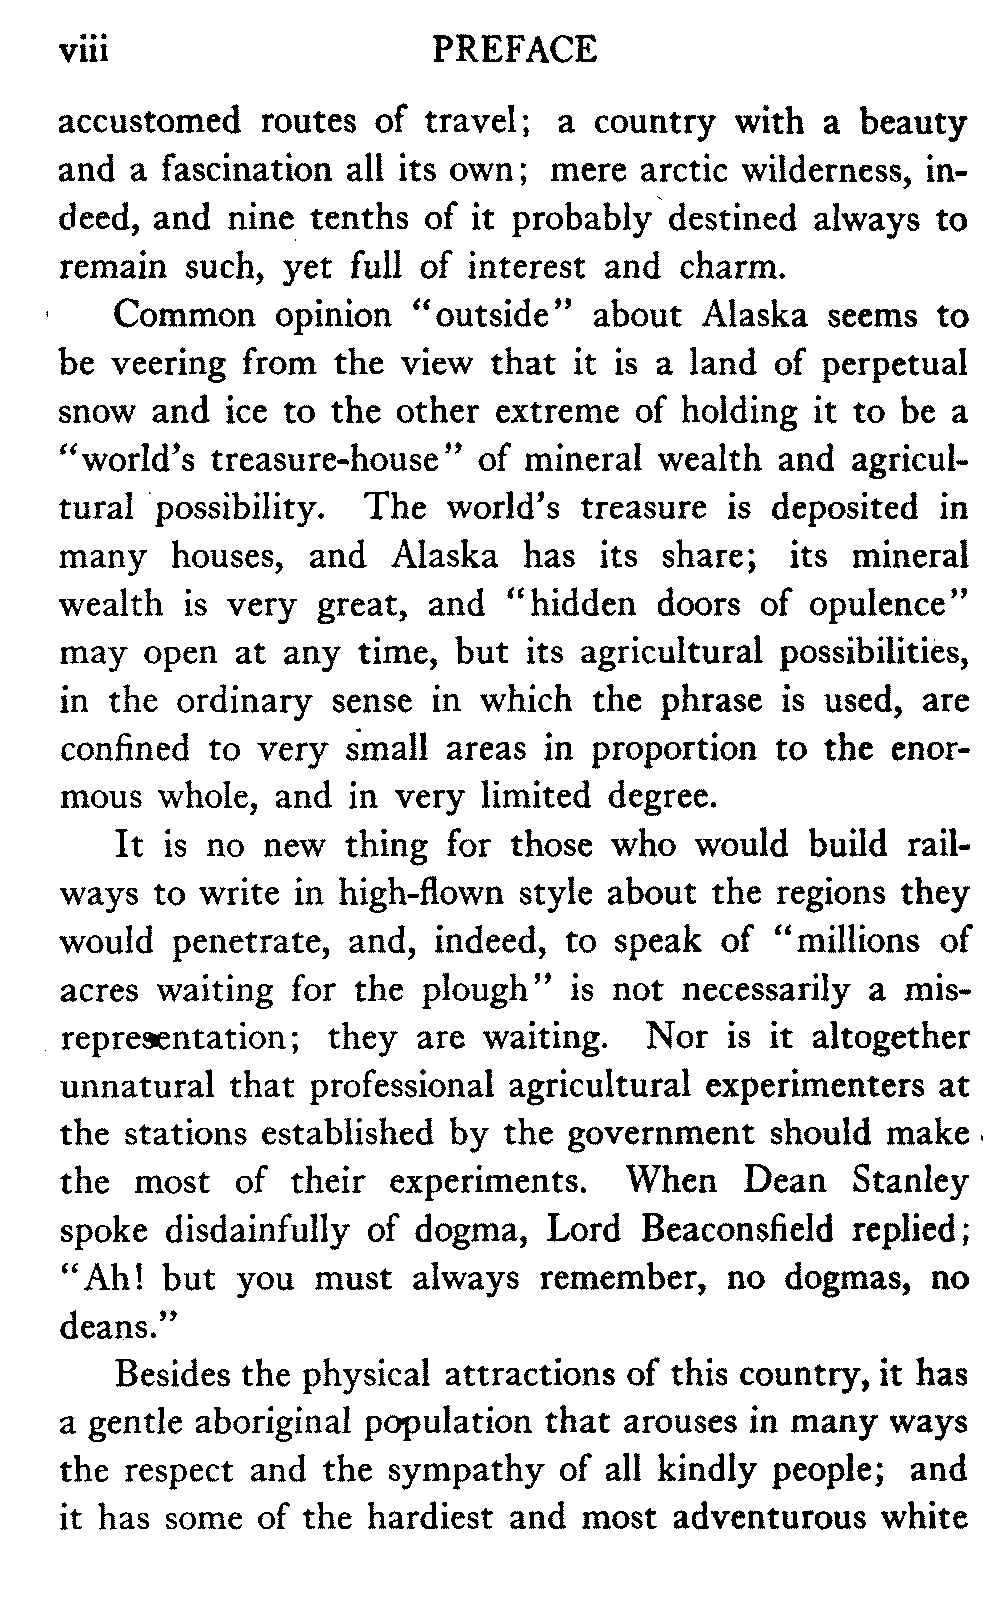 viii PREFACE
accustomed routes of travel; a country with a beauty
and a fascination all its own; mere arctic wilderness, in-
deed, and nine tenths of it probably destined always to
remain such, yet full of interest and charm.
Common opinion "outside" about Alaska seems to
be veering from the view that it is a land of perpetual
snow and ice to the other extreme of holding it to be a
"world's treasure-house" of mineral wealth and agricul-
tural possibility. The world's treasure is deposited in
many houses, and Alaska has its share; its mineral
wealth is very great, and "hidden doors of opulence"
may open at any time, but its agricultural possibilities,
in the ordinary sense in which the phrase is used, are
confined to very small areas in proportion to the enor-
mous whole, and in very limited degree.
It is no new thing for those who would build rail-
ways to write in high-flown style about the regions they
would penetrate, and, indeed, to speak of "millions of
acres waiting for the plough" is not necessarily a mis-
representation; they are waiting. Nor is it altogether
unnatural that professional agricultural experimenters at
the stations established by the government should make
the most of their experiments. When Dean Stanley
spoke disdainfully of dogma, Lord Beaconsfield replied;
"Ah! but you must always remember, no dogmas, no
deans."
Besides the physical attractions of this country, it has
a gentle aboriginal population that arouses in many ways
the respect and the sympathy of all kindly people; and
it has some of the hardiest and most adventurous white